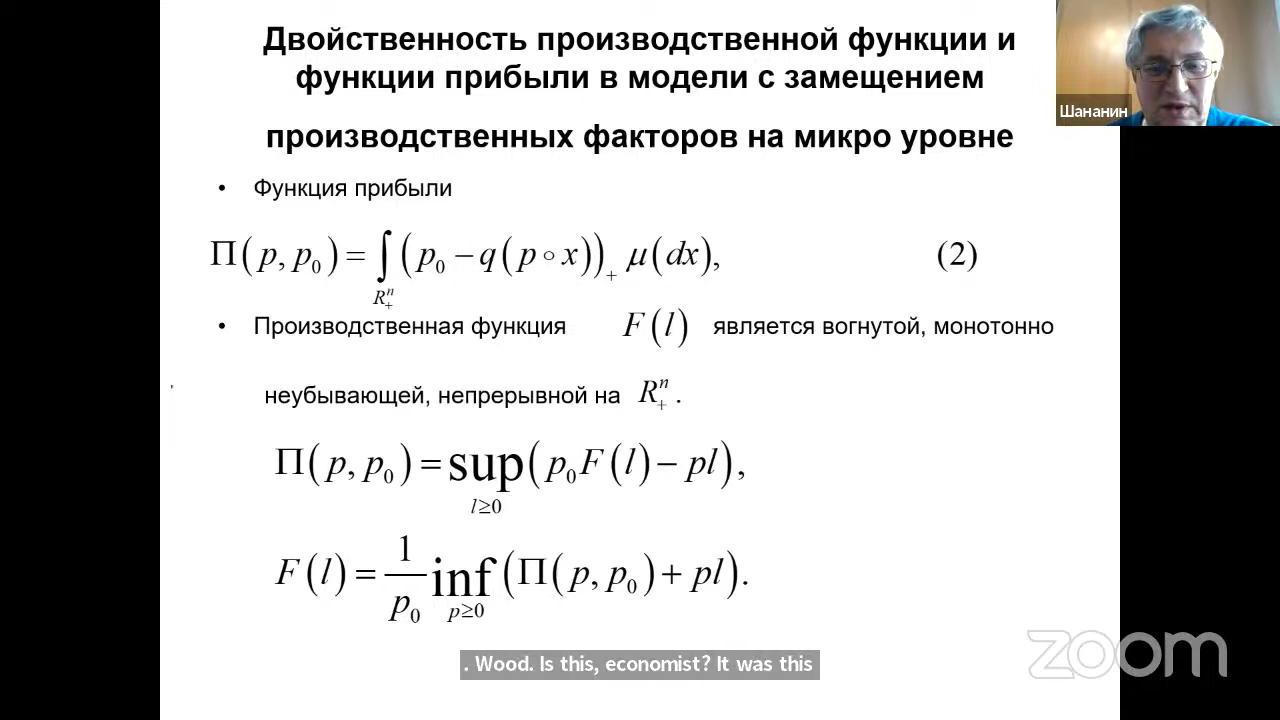 Двойственность производственной функции и
функции прибыли в модели с замещением
производственных факторов на микро уровне
Шананин
• Функция прибыли
Π(p, p₀) = ∫_{R₊ⁿ} (p₀ − q(p ∘ x))₊ μ(dx), (2)
• Производственная функция F(l) является вогнутой, монотонно
неубывающей, непрерывной на R₊ⁿ.
Π(p, p₀) = sup_{l≥0} (p₀F(l) − pl),
F(l) = 1/p₀ inf_{p≥0} (Π(p, p₀) + pl).
. Wood. Is this, economist? It was this
zoom